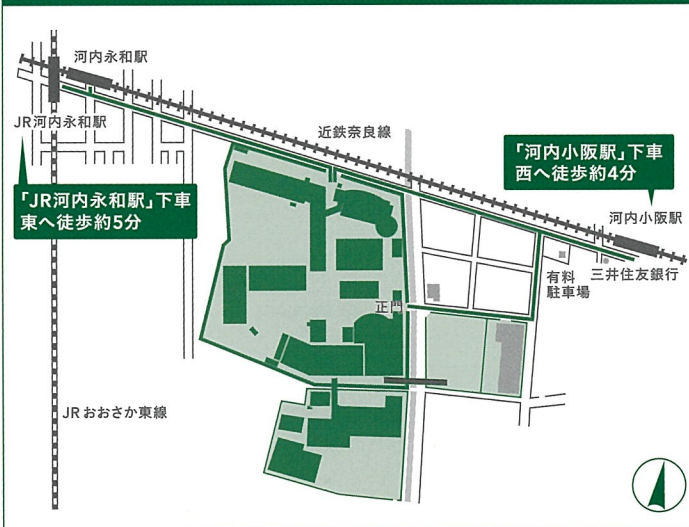 河内永和駅
JR河内永和駅
近鉄奈良線
「JR河内永和駅」下車
東へ徒歩約5分
「河内小阪駅」下車
西へ徒歩約4分
河内小阪駅
三井住友銀行
有料
駐車場
正門
JRおおさか東線